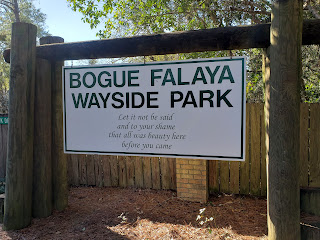 BOGUE FALAYA
WAYSIDE PARK
Let it not be said
and to your shame
that all was beauty here
before you came